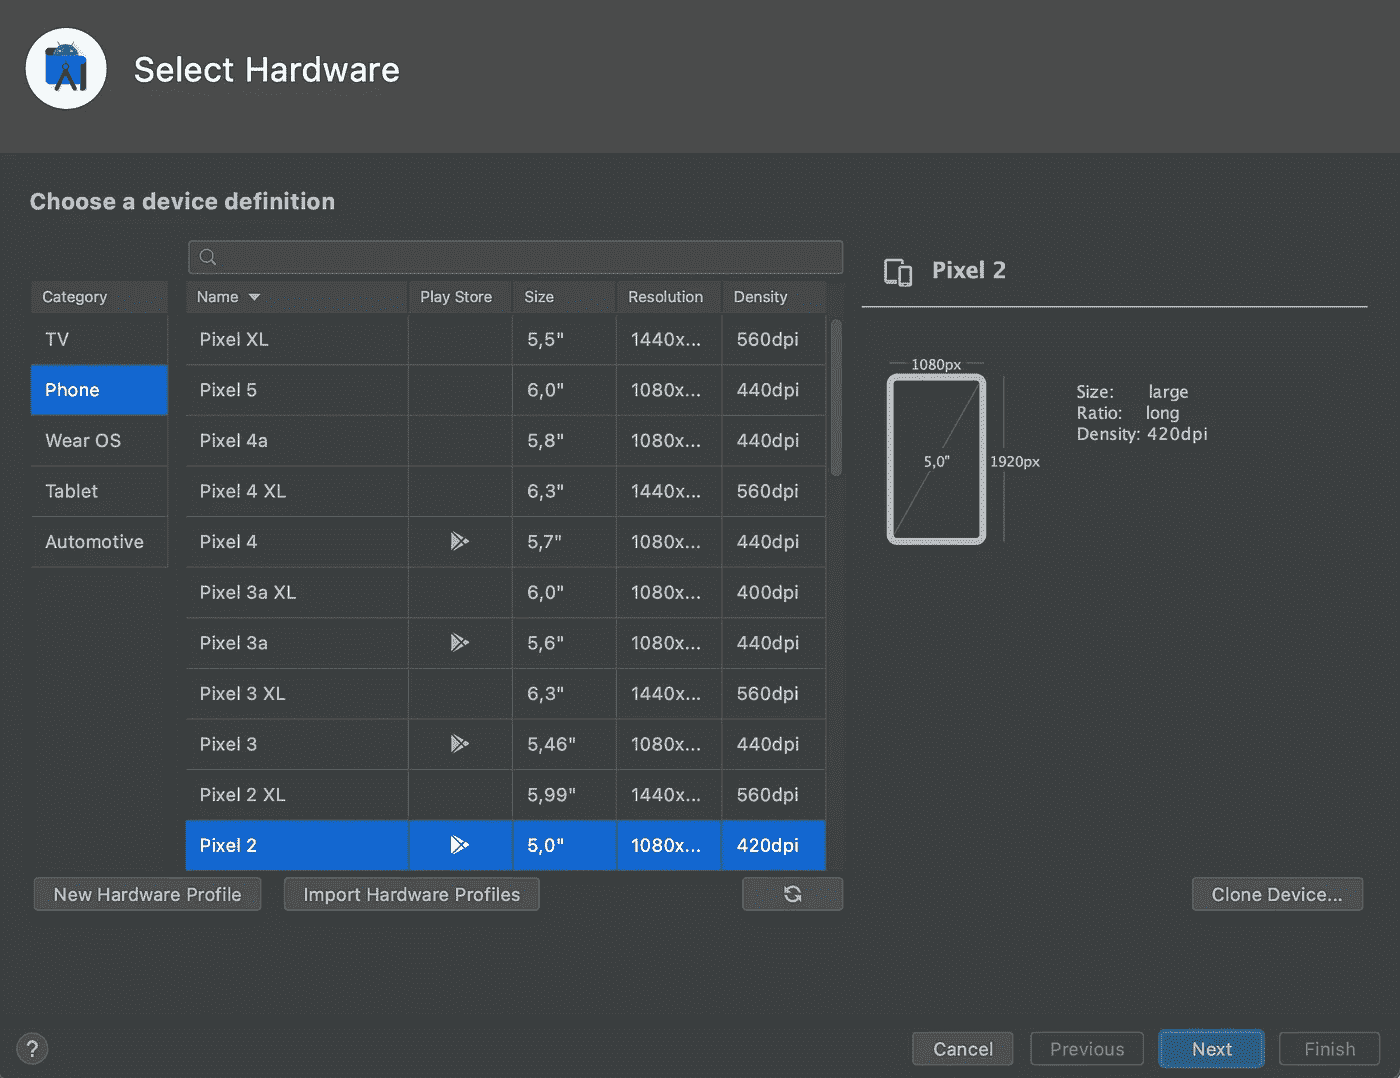 Select Hardware
Choose a device definition
Category
TV
Phone
Wear OS
Tablet
Automotive
Name Play Store Size Resolution Density
Pixel XL 5,5" 1440x... 560dpi
Pixel 5 6,0" 1080x... 440dpi
Pixel 4a 5,8" 1080x... 440dpi
Pixel 4 XL 6,3" 1440x... 560dpi
Pixel 4 5,7" 1080x... 440dpi
Pixel 3a XL 6,0" 1080x... 400dpi
Pixel 3a 5,6" 1080x... 440dpi
Pixel 3 XL 6,3" 1440x... 560dpi
Pixel 3 5,46" 1080x... 440dpi
Pixel 2 XL 5,99" 1440x... 560dpi
Pixel 2 5,0" 1080x... 420dpi
Pixel 2
1080px
5,0"
1920px
Size: large
Ratio: long
Density: 420dpi
New Hardware Profile
Import Hardware Profiles
Clone Device...
?
Cancel
Previous
Next
Finish